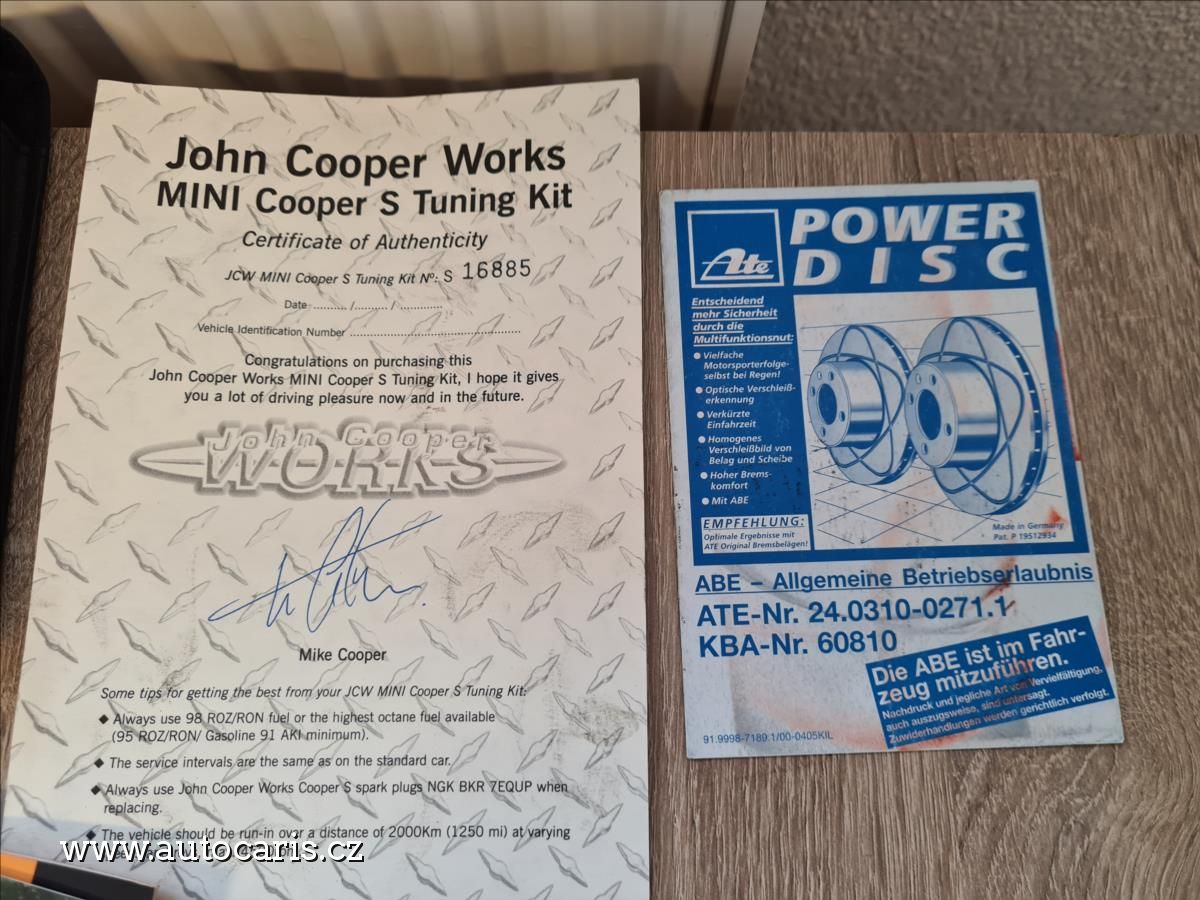 John Cooper Works
MINI Cooper S Tuning Kit
Certificate of Authenticity
JCW MINI Cooper S Tuning Kit Nº: S 16885
Date ........../........../ ...............
Vehicle Identification Number ......................................................
Congratulations on purchasing this
John Cooper Works MINI Cooper S Tuning Kit, I hope it gives
you a lot of driving pleasure now and in the future.
John Cooper
WORKS
Mike Cooper
Some tips for getting the best from your JCW MINI Cooper S Tuning Kit:
◆ Always use 98 ROZ/RON fuel or the highest octane fuel available
(95 ROZ/RON/ Gasoline 91 AKI minimum).
◆ The service intervals are the same as on the standard car.
◆ Always use John Cooper Works Cooper S spark plugs NGK BKR 7EQUP when
replacing.
◆ The vehicle should be run-in over a distance of 2000Km (1250 mi) at varying
www.autocaris.cz
Ate
POWER
DISC
Entscheidend
mehr Sicherheit
durch die
Multifunktionsnut:
● Vielfache
Motorsporterfolge-
selbst bei Regen!
● Optische Verschleiß-
erkennung
● Verkürzte
Einfahrzeit
● Homogenes
Verschleißbild von
Belag und Scheibe
● Hoher Brems-
komfort
● Mit ABE
EMPFEHLUNG:
Optimale Ergebnisse mit
ATE Original Bremsbelägen!
Made in Germany
Pat. P 19512934
ABE – Allgemeine Betriebserlaubnis
ATE-Nr. 24.0310-0271.1
KBA-Nr. 60810
Die ABE ist im Fahr-
zeug mitzuführen.
Nachdruck und jegliche Art von Vervielfältigung,
auch auszugsweise, sind untersagt.
Zuwiderhandlungen werden gerichtlich verfolgt.
91.9998-7189.1/00-0405KIL